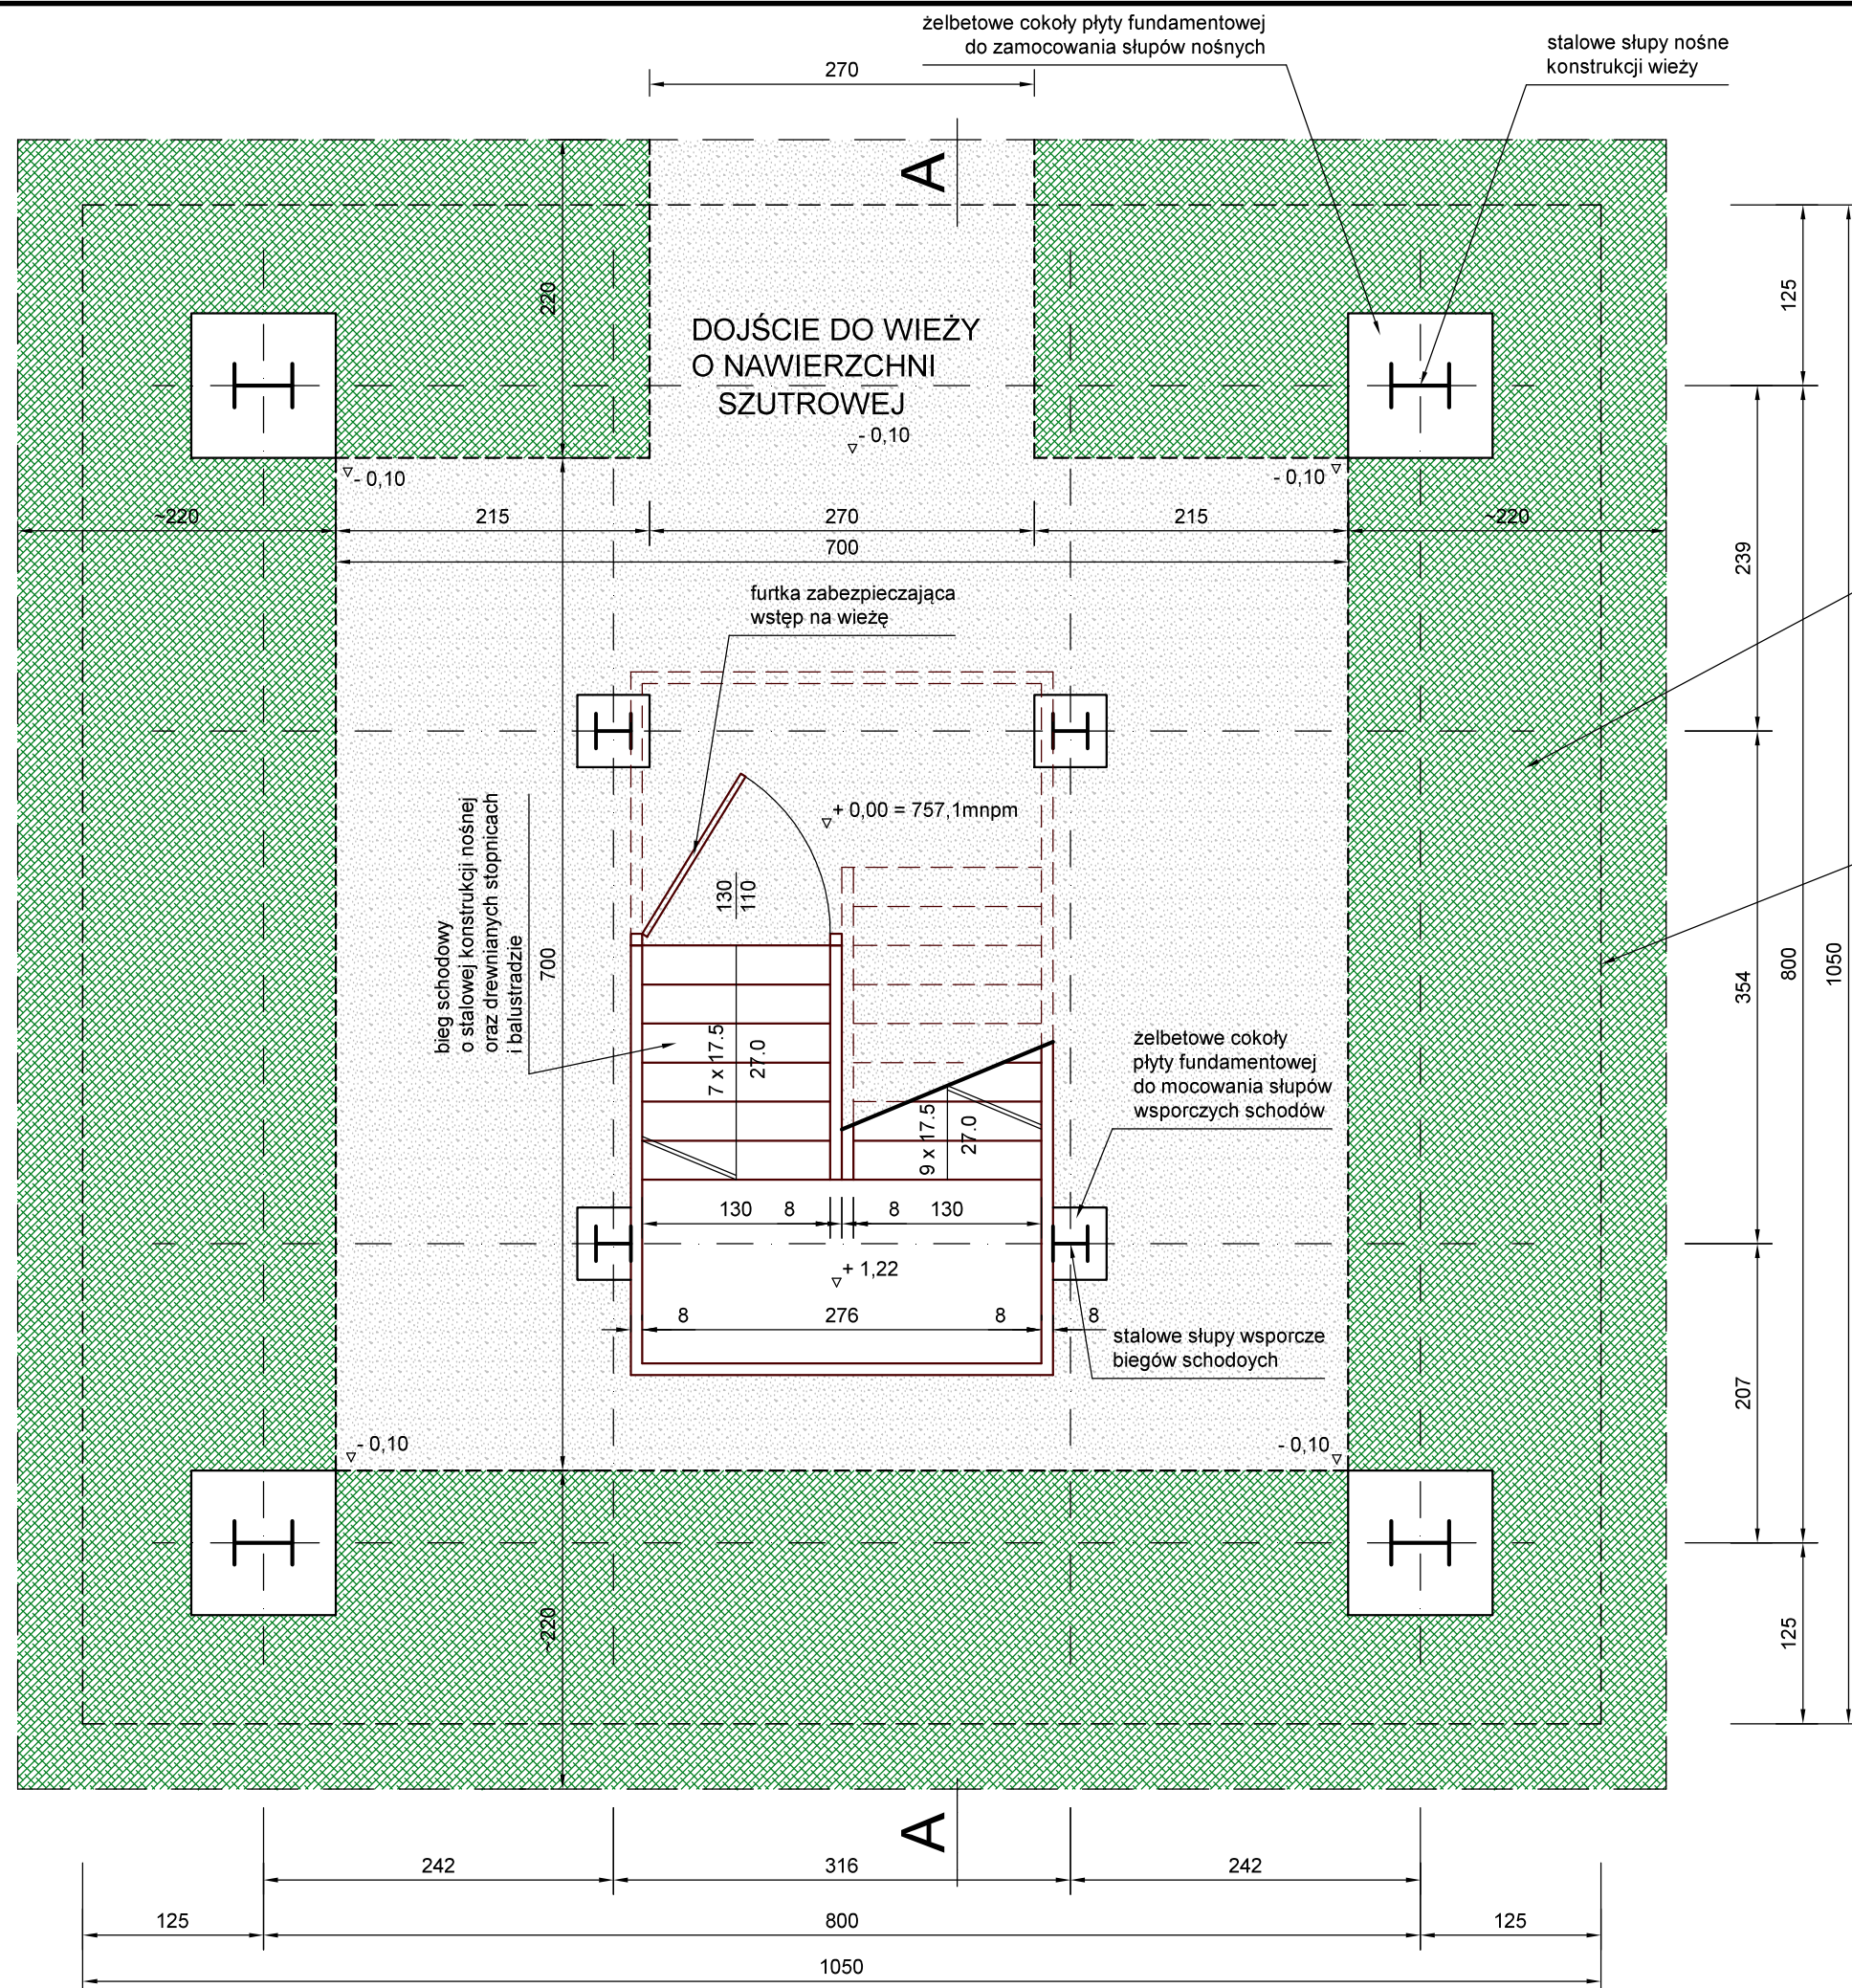 żelbetowe cokoły płyty fundamentowej
do zamocowania słupów nośnych
stalowe słupy nośne
konstrukcji wieży
270
A
220
125
DOJŚCIE DO WIEŻY
O NAWIERZCHNI
SZUTROWEJ
- 0,10
- 0,10
- 0,10
~220
215
270
215
~220
700
239
furtka zabezpieczająca
wstęp na wieżę
+ 0,00 = 757,1mnpm
130
110
bieg schodowy
o stalowej konstrukcji nośnej
oraz drewnianych stopnicach
i balustradzie
700
354
800
1050
7 x 17.5
27.0
9 x 17.5
27.0
żelbetowe cokoły
płyty fundamentowej
do mocowania słupów
wsporczych schodów
130
8
8
130
+ 1,22
8
276
8
8
stalowe słupy wsporcze
biegów schodoych
207
- 0,10
- 0,10
~220
125
A
242
316
242
125
800
125
1050